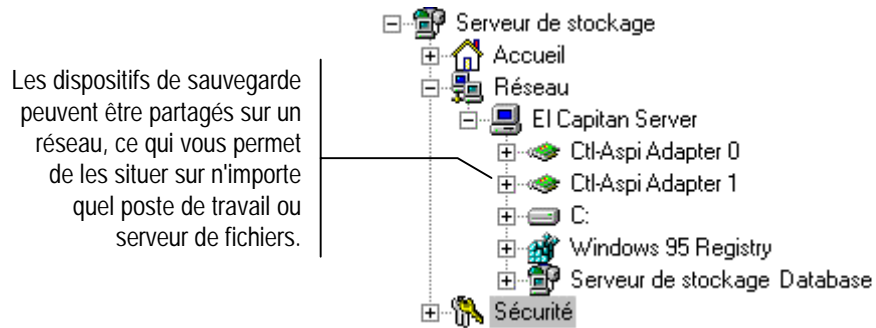 Les dispositifs de sauvegarde
peuvent être partagés sur un
réseau, ce qui vous permet
de les situer sur n'importe
quel poste de travail ou
serveur de fichiers.
Serveur de stockage
Accueil
Réseau
El Capitan Server
Ctl-Aspi Adapter 0
Ctl-Aspi Adapter 1
C:
Windows 95 Registry
Serveur de stockage Database
Sécurité